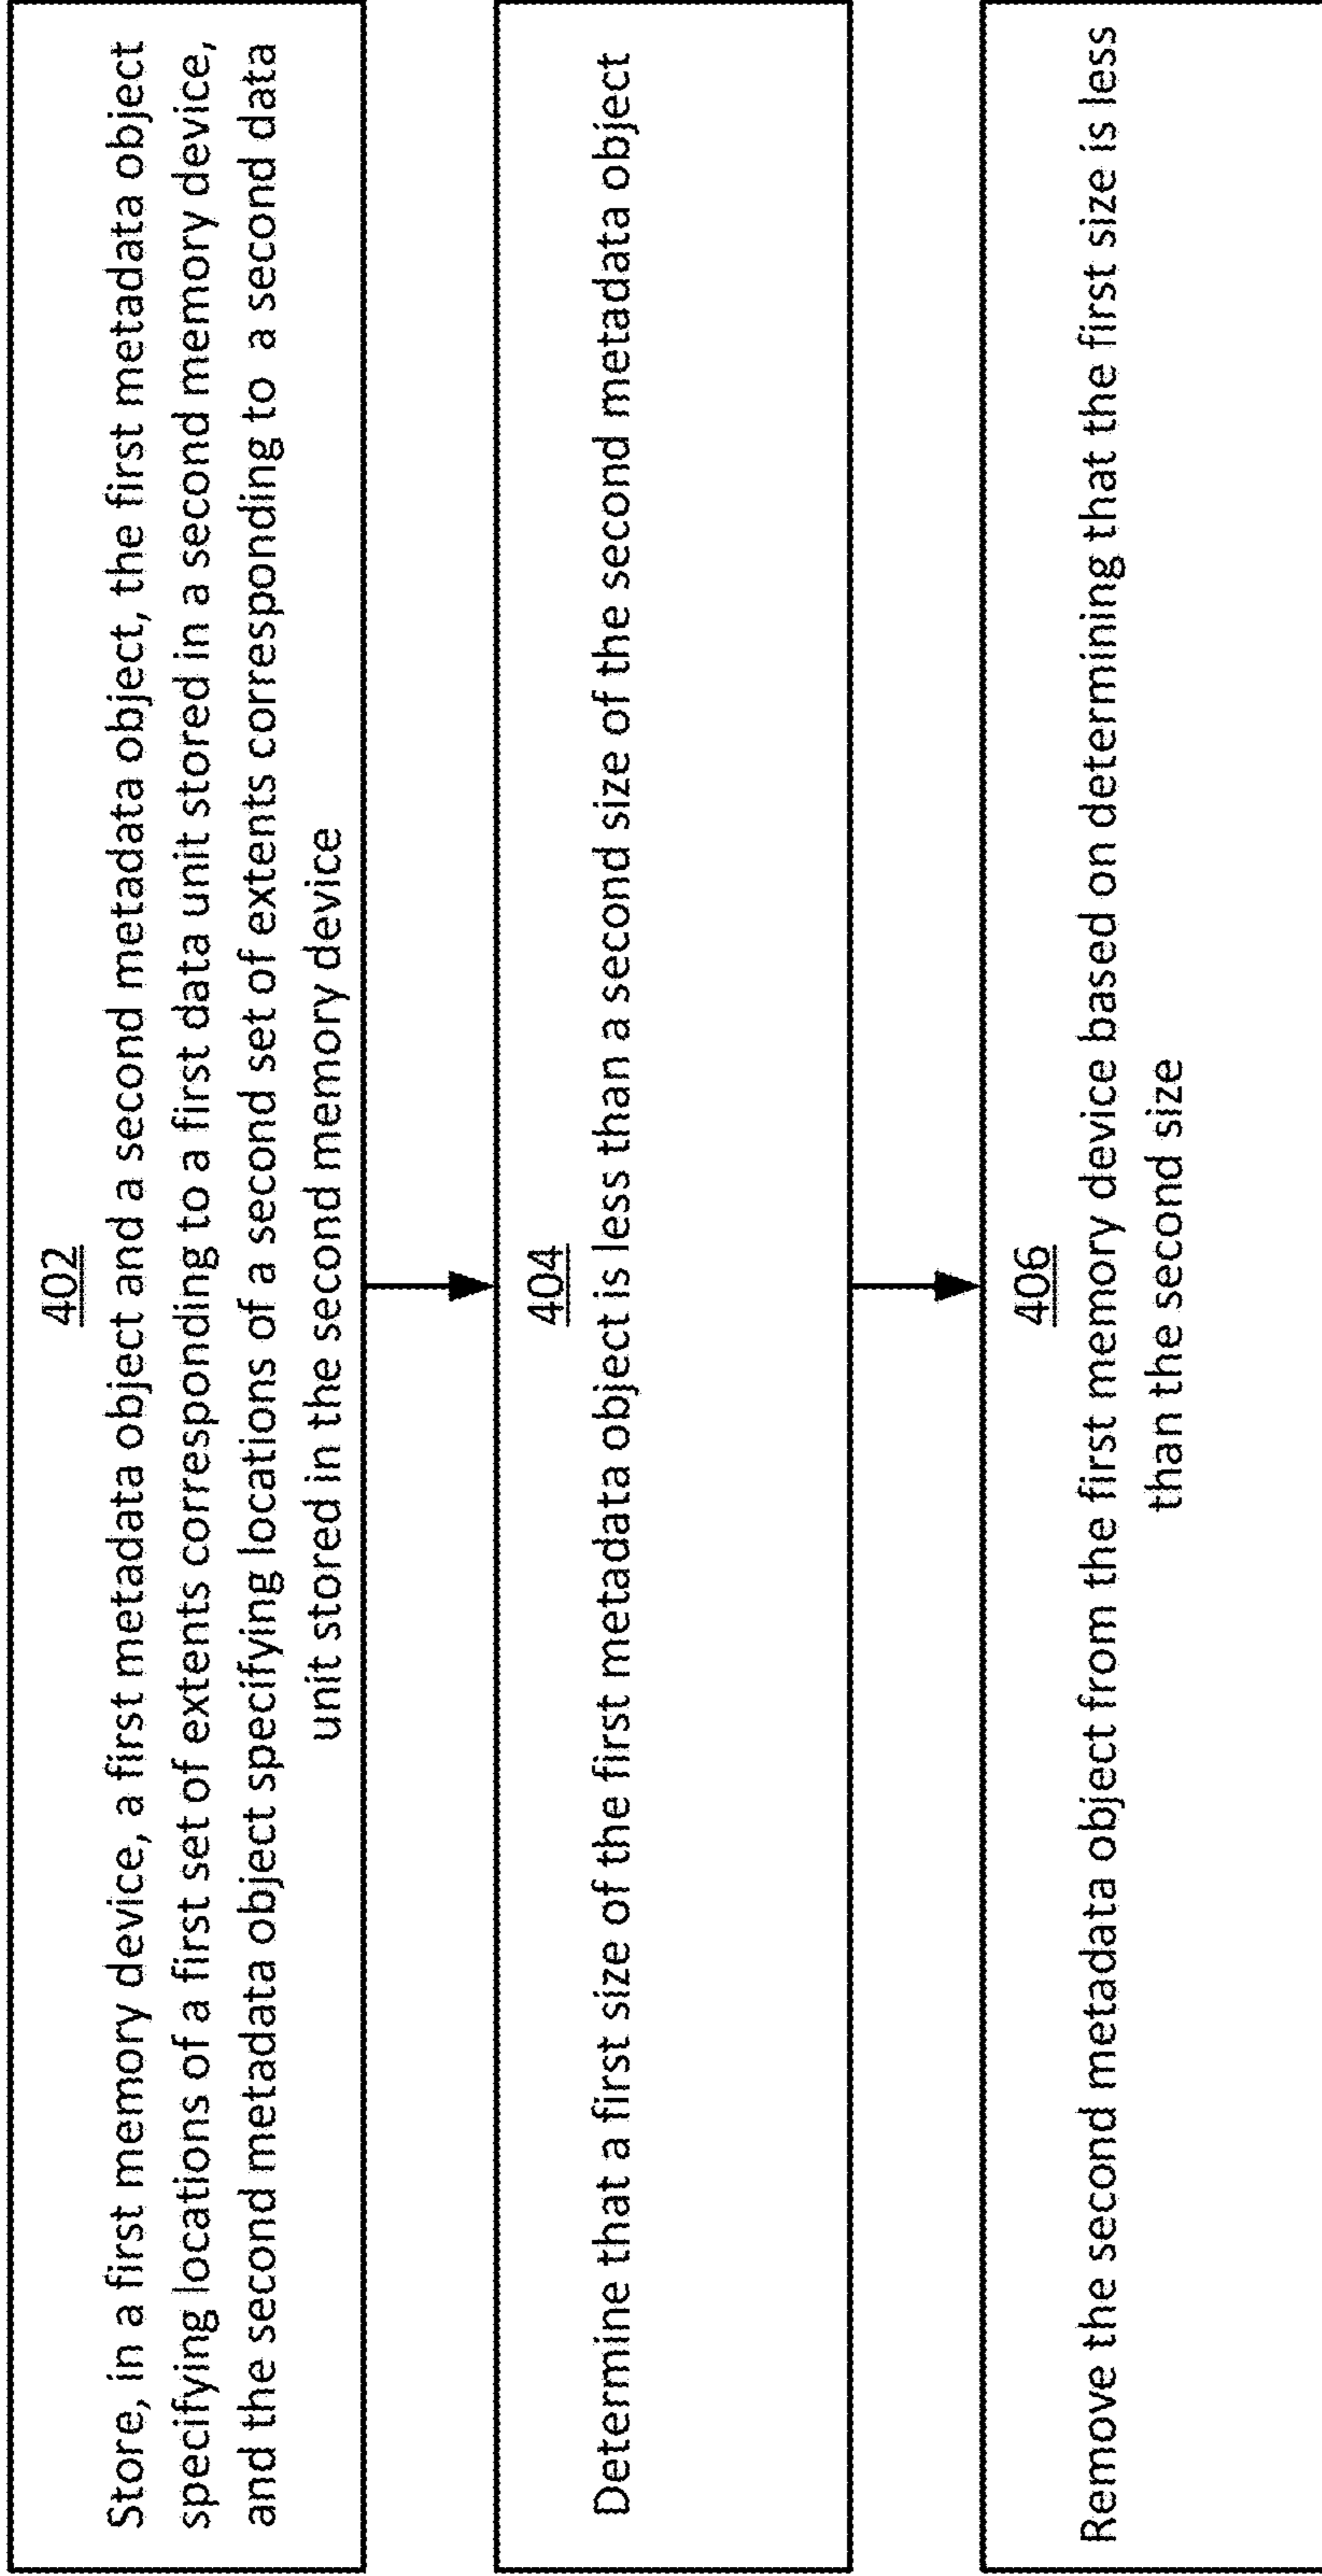 402
Store, in a first memory device, a first metadata object and a second metadata object, the first metadata object
specifying locations of a first set of extents corresponding to a first data unit stored in a second memory device,
and the second metadata object specifying locations of a second set of extents corresponding to a second data
unit stored in the second memory device
404
Determine that a first size of the first metadata object is less than a second size of the second metadata object
406
Remove the second metadata object from the first memory device based on determining that the first size is less
than the second size